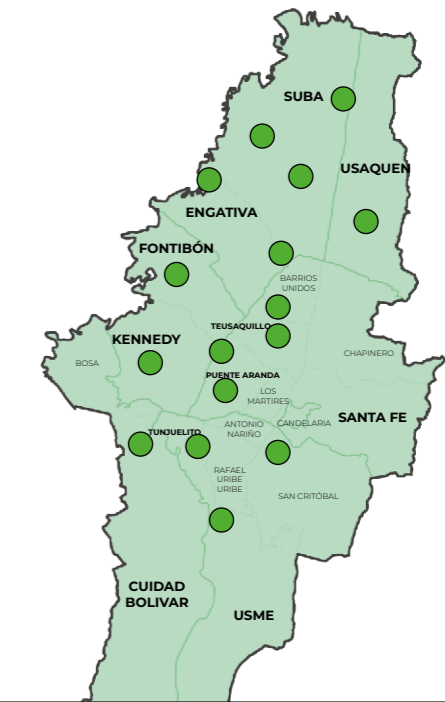 SUBA
USAQUEN
ENGATIVA
FONTIBÓN
BARRIOS
UNIDOS
TEUSAQUILLO
KENNEDY
CHAPINERO
BOSA
PUENTE ARANDA
LOS
MARTIRES
SANTA FE
ANTONIO
NARIÑO
CANDELARIA
TUNJUELITO
RAFAEL
URIBE
URIBE
SAN CRITÓBAL
CUIDAD
BOLIVAR
USME